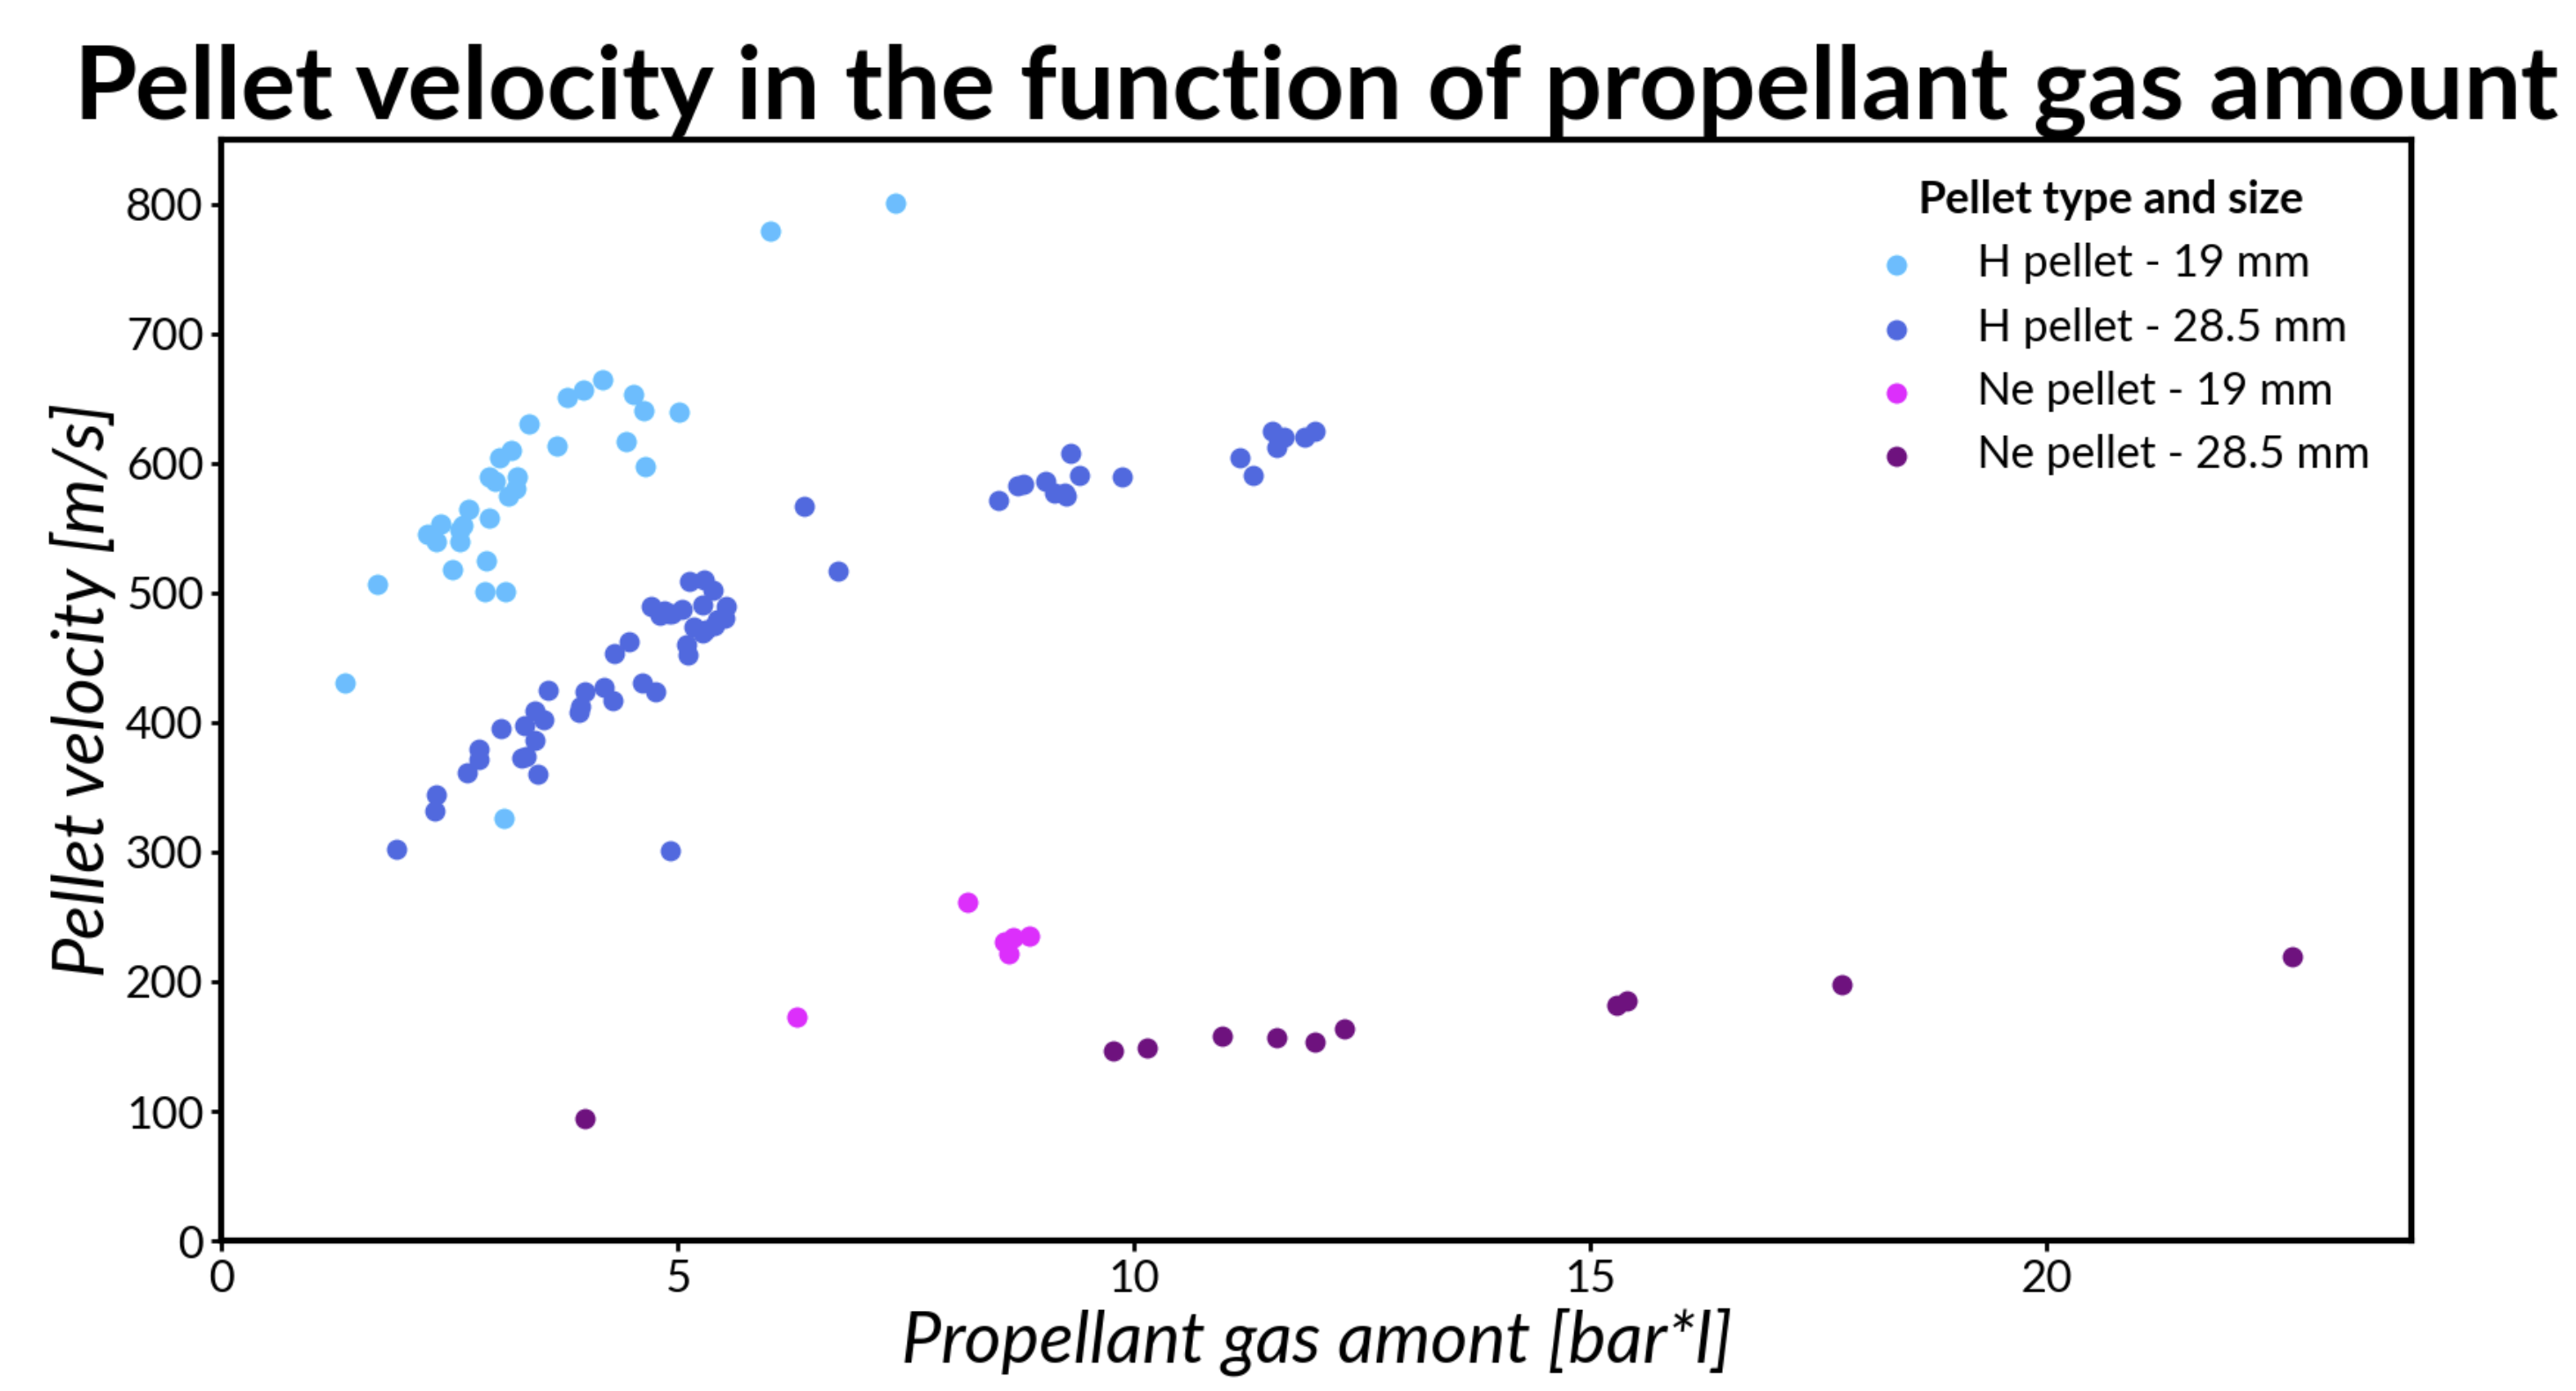 Pellet velocity in the function of propellant gas amount
Pellet velocity [m/s]
800
700
600
500
400
300
200
100
0
Pellet type and size
H pellet - 19 mm
H pellet - 28.5 mm
Ne pellet - 19 mm
Ne pellet - 28.5 mm
0 5 10 15 20
Propellant gas amont [bar*l]